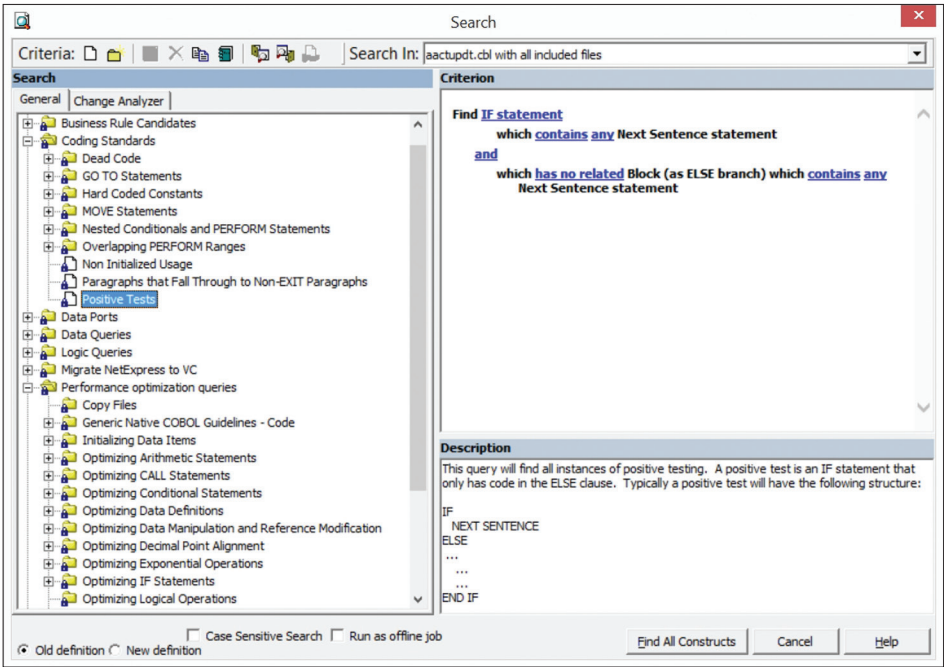 Search
Criteria:
Search In: aactupdt.cbl with all included files
Search
General
Change Analyzer
Business Rule Candidates
Coding Standards
Dead Code
GO TO Statements
Hard Coded Constants
MOVE Statements
Nested Conditionals and PERFORM Statements
Overlapping PERFORM Ranges
Non Initialized Usage
Paragraphs that Fall Through to Non-EXIT Paragraphs
Positive Tests
Data Ports
Data Queries
Logic Queries
Migrate NetExpress to VC
Performance optimization queries
Copy Files
Generic Native COBOL Guidelines - Code
Initializing Data Items
Optimizing Arithmetic Statements
Optimizing CALL Statements
Optimizing Conditional Statements
Optimizing Data Definitions
Optimizing Data Manipulation and Reference Modification
Optimizing Decimal Point Alignment
Optimizing Exponential Operations
Optimizing IF Statements
Optimizing Logical Operations
Criterion
Find IF statement
which contains any Next Sentence statement
and
which has no related Block (as ELSE branch) which contains any
Next Sentence statement
Description
This query will find all instances of positive testing. A positive test is an IF statement that
only has code in the ELSE clause. Typically a positive test will have the following structure:
IF
NEXT SENTENCE
ELSE
...
...
...
END IF
Case Sensitive Search
Run as offline job
Old definition
New definition
Find All Constructs
Cancel
Help